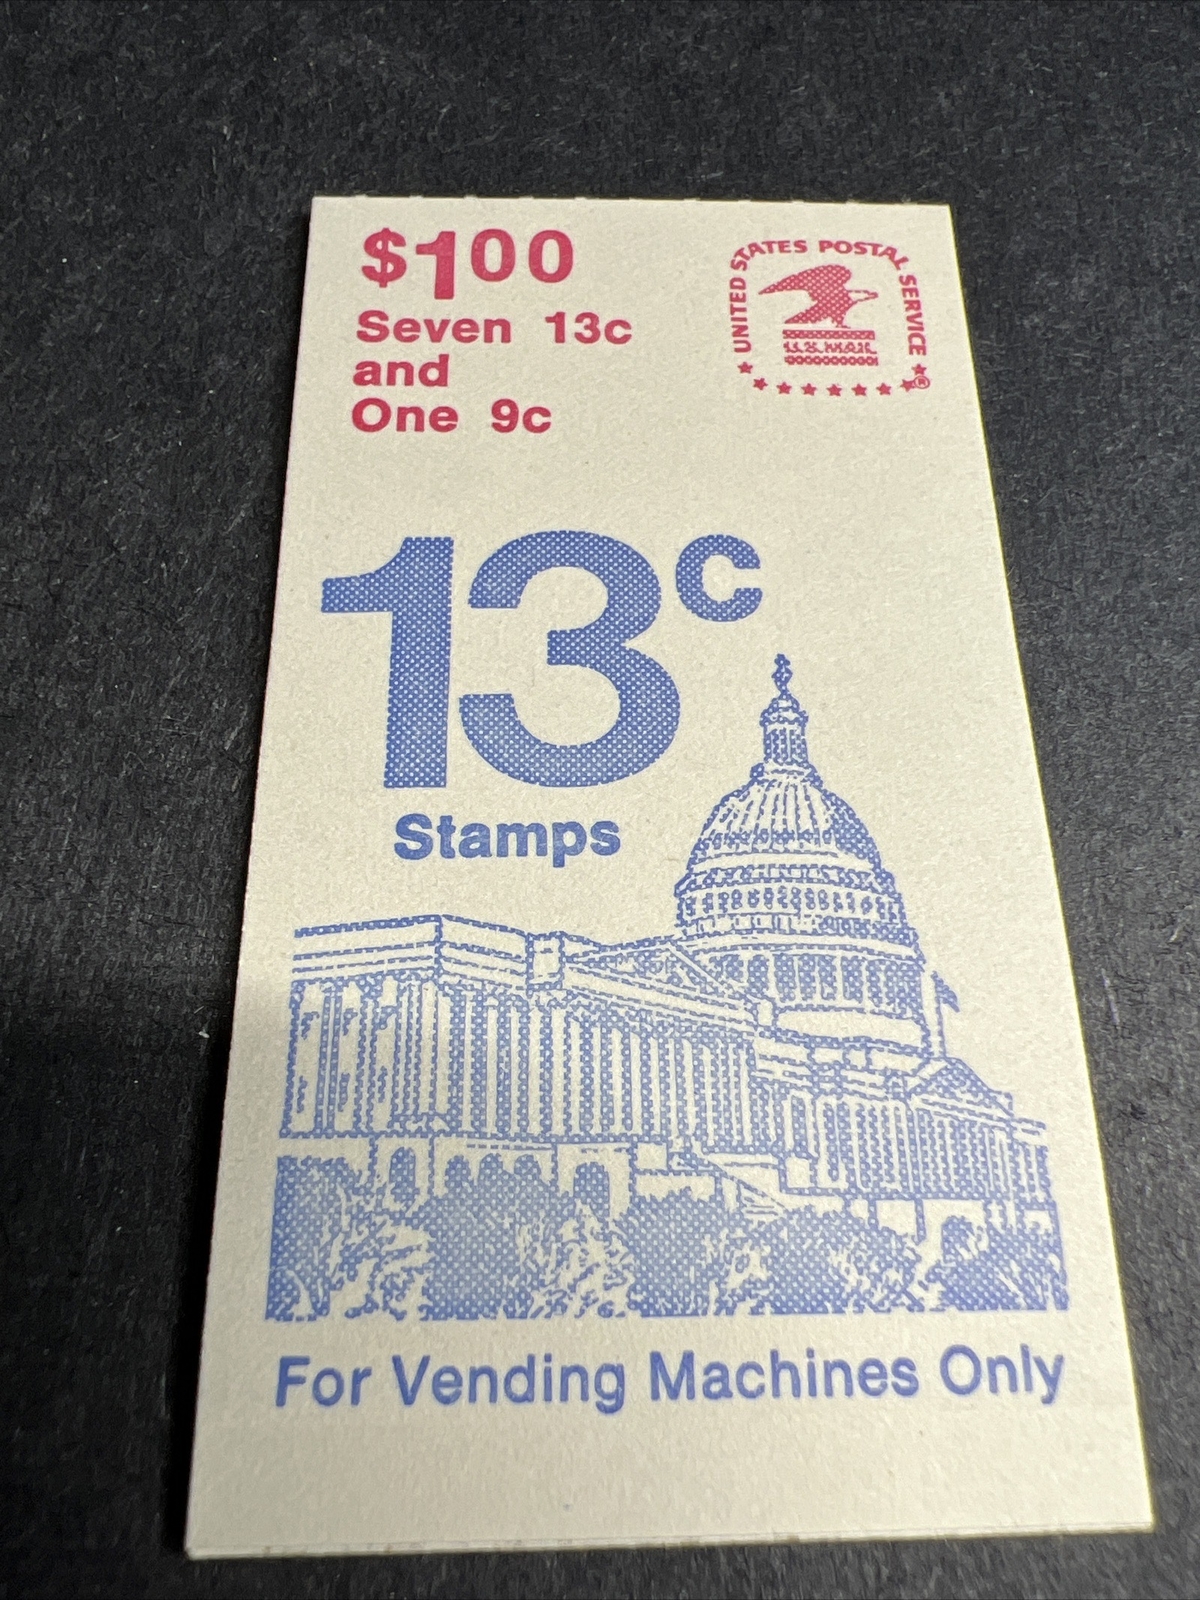 $1.00
Seven 13c
and
One 9c
UNITED STATES POSTAL SERVICE
U.S.MAIL
®
13c
Stamps
For Vending Machines Only